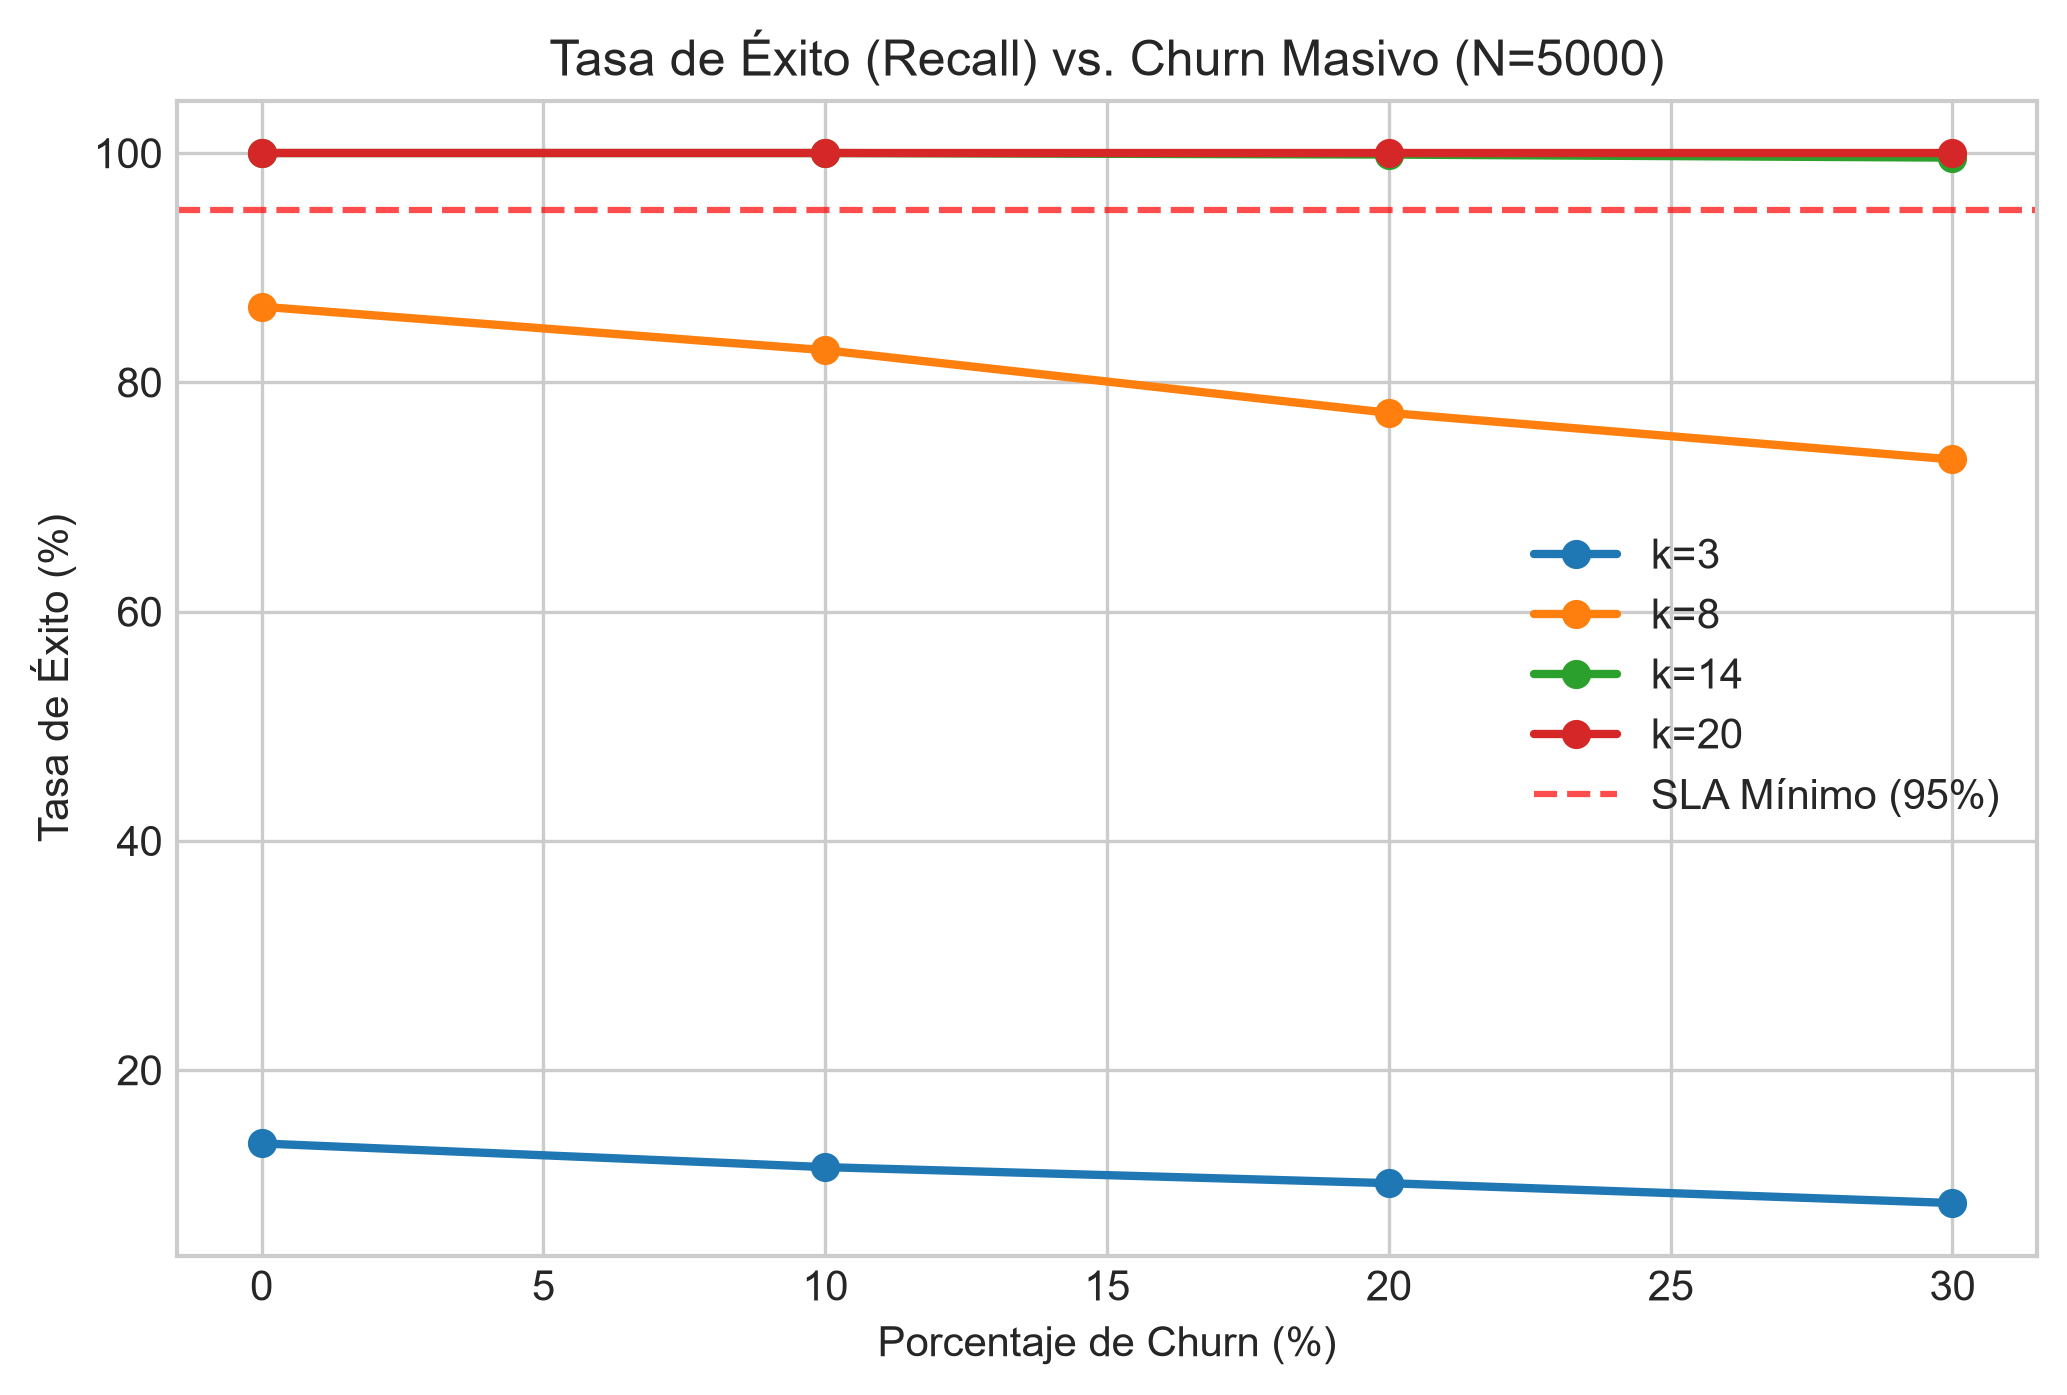 Tasa de Éxito (Recall) vs. Churn Masivo (N=5000)
Tasa de Éxito (%)
100
80
60
40
20
k=3
k=8
k=14
k=20
SLA Mínimo (95%)
0 5 10 15 20 25 30
Porcentaje de Churn (%)